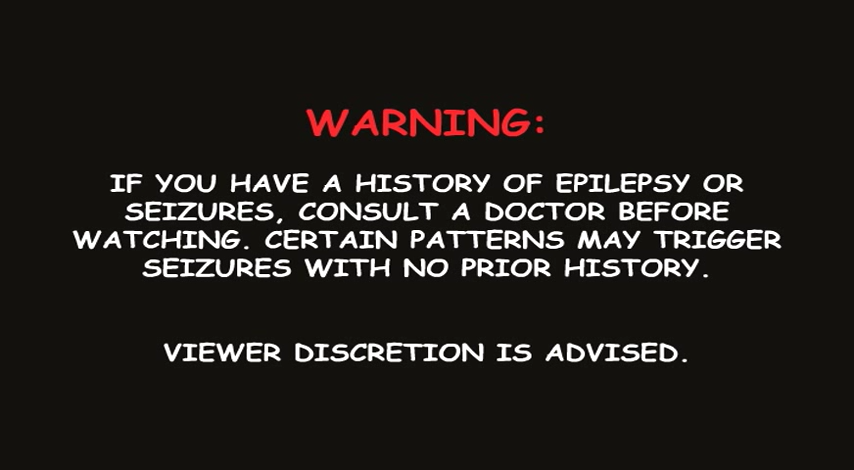 WARNING:
IF YOU HAVE A HISTORY OF EPILEPSY OR
SEIZURES, CONSULT A DOCTOR BEFORE
WATCHING. CERTAIN PATTERNS MAY TRIGGER
SEIZURES WITH NO PRIOR HISTORY.
VIEWER DISCRETION IS ADVISED.